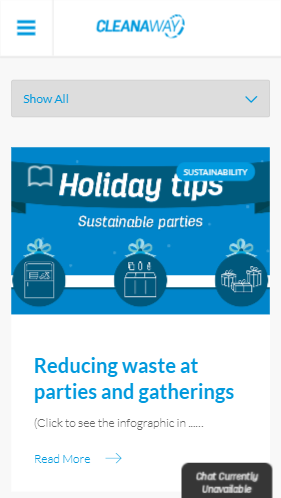 CLEANAWAY
Show All
SUSTAINABILITY
Holiday tips
Sustainable parties
Reducing waste at
parties and gatherings
(Click to see the infographic in ......
Read More
Chat Currently
Unavailable